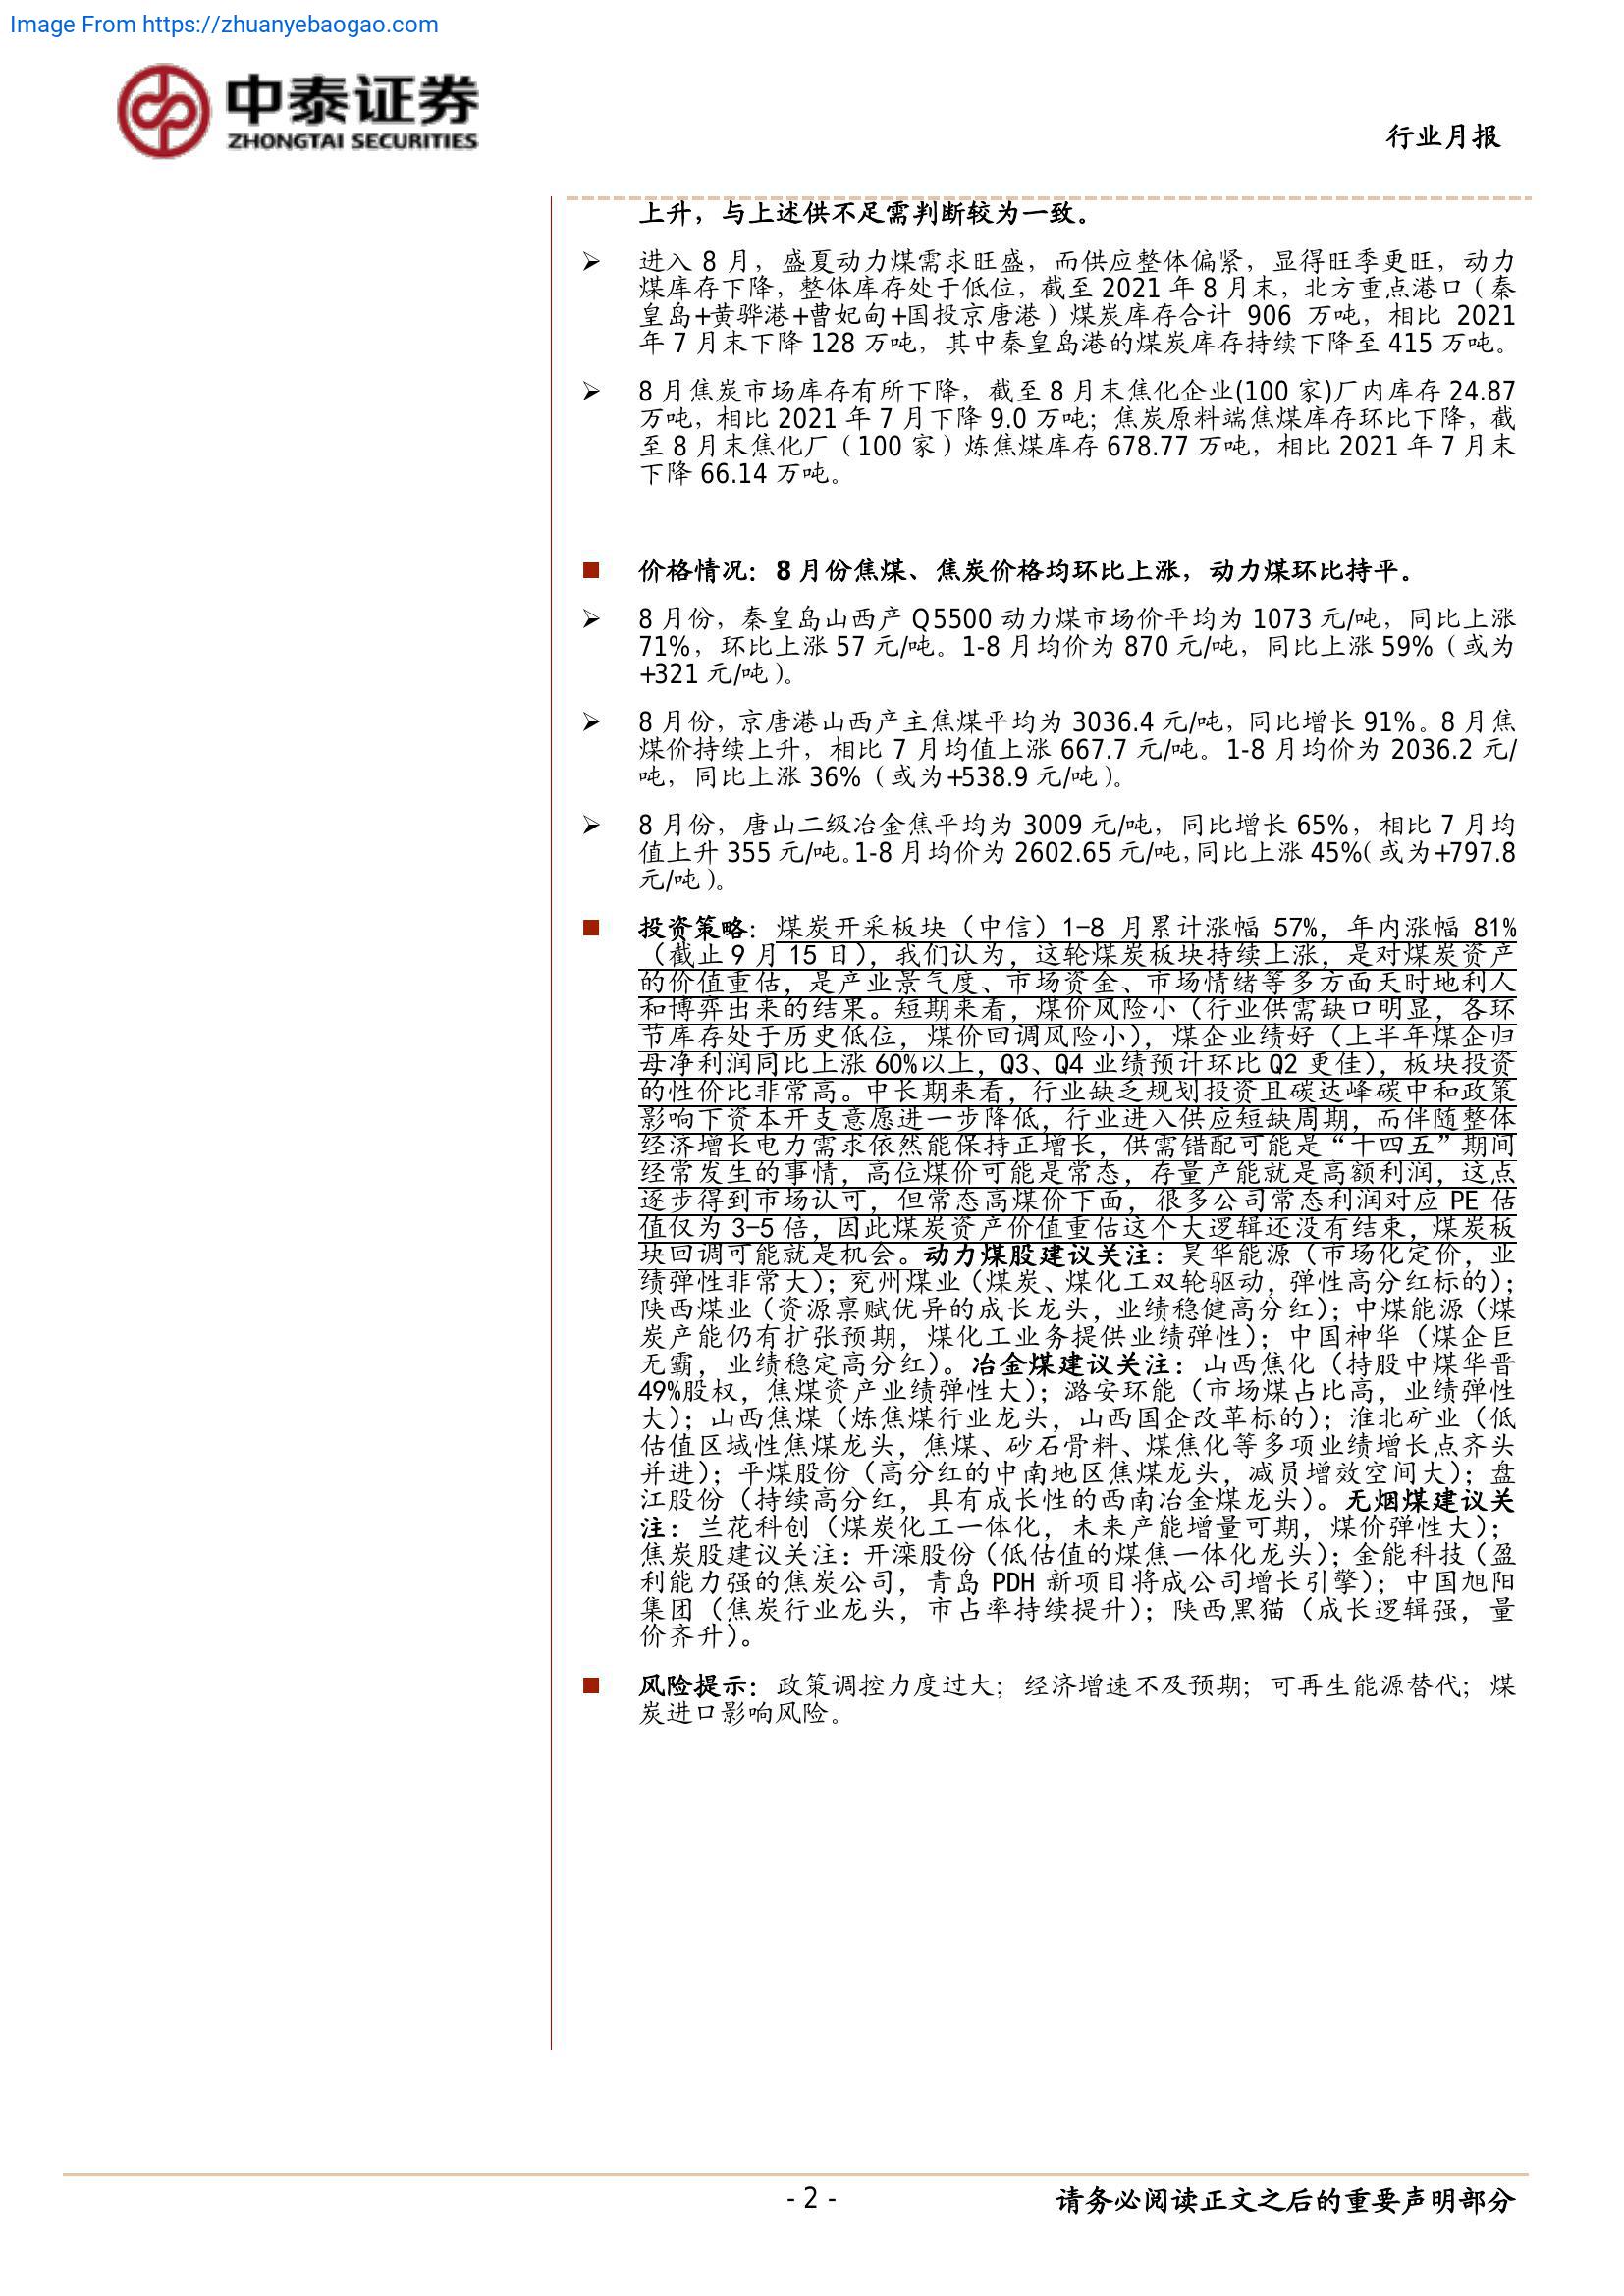 Image From https://zhuanyebaogao.com
中泰证券
ZHONGTAI SECURITIES
行业月报
上升，与上述供不足需判断较为一致。
➢ 进入 8 月，盛夏动力煤需求旺盛，而供应整体偏紧，显得旺季更旺，动力
煤库存下降，整体库存处于低位，截至 2021 年 8 月末，北方重点港口（秦
皇岛+黄骅港+曹妃甸+国投京唐港）煤炭库存合计 906 万吨，相比 2021
年 7 月末下降 128 万吨，其中秦皇岛港的煤炭库存持续下降至 415 万吨。
➢ 8 月焦炭市场库存有所下降，截至 8 月末焦化企业(100 家)厂内库存 24.87
万吨，相比 2021 年 7 月下降 9.0 万吨；焦炭原料端焦煤库存环比下降，截
至 8 月末焦化厂（100 家）炼焦煤库存 678.77 万吨，相比 2021 年 7 月末
下降 66.14 万吨。
■ 价格情况：8 月份焦煤、焦炭价格均环比上涨，动力煤环比持平。
➢ 8 月份，秦皇岛山西产 Q5500 动力煤市场价平均为 1073 元/吨，同比上涨
71%，环比上涨 57 元/吨。1-8 月均价为 870 元/吨，同比上涨 59%（或为
+321 元/吨）。
➢ 8 月份，京唐港山西产主焦煤平均为 3036.4 元/吨，同比增长 91%。8 月焦
煤价持续上升，相比 7 月均值上涨 667.7 元/吨。1-8 月均价为 2036.2 元/
吨，同比上涨 36%（或为+538.9 元/吨）。
➢ 8 月份，唐山二级冶金焦平均为 3009 元/吨，同比增长 65%，相比 7 月均
值上升 355 元/吨。1-8 月均价为 2602.65 元/吨，同比上涨 45%（或为+797.8
元/吨）。
■ 投资策略：煤炭开采板块（中信）1-8 月累计涨幅 57%，年内涨幅 81%
（截止 9 月 15 日），我们认为，这轮煤炭板块持续上涨，是对煤炭资产
的价值重估，是产业景气度、市场资金、市场情绪等多方面天时地利人
和博弈出来的结果。短期来看，煤价风险小（行业供需缺口明显，各环
节库存处于历史低位，煤价回调风险小），煤企业绩好（上半年煤企归
母净利润同比上涨 60%以上，Q3、Q4 业绩预计环比 Q2 更佳），板块投资
的性价比非常高。中长期来看，行业缺乏规划投资且碳达峰碳中和政策
影响下资本开支意愿进一步降低，行业进入供应短缺周期，而伴随整体
经济增长电力需求依然能保持正增长，供需错配可能是“十四五”期间
经常发生的事情，高位煤价可能是常态，存量产能就是高额利润，这点
逐步得到市场认可，但常态高煤价下面，很多公司常态利润对应 PE 估
值仅为 3-5 倍，因此煤炭资产价值重估这个大逻辑还没有结束，煤炭板
块回调可能就是机会。动力煤股建议关注：昊华能源（市场化定价，业
绩弹性非常大）；兖州煤业（煤炭、煤化工双轮驱动，弹性高分红标的）；
陕西煤业（资源禀赋优异的成长龙头，业绩稳健高分红）；中煤能源（煤
炭产能仍有扩张预期，煤化工业务提供业绩弹性）；中国神华（煤企巨
无霸，业绩稳定高分红）。冶金煤建议关注：山西焦化（持股中煤华晋
49%股权，焦煤资产业绩弹性大）；潞安环能（市场煤占比高，业绩弹性
大）；山西焦煤（炼焦煤行业龙头，山西国企改革标的）；淮北矿业（低
估值区域性焦煤龙头，焦煤、砂石骨料、煤焦化等多项业绩增长点齐头
并进）；平煤股份（高分红的中南地区焦煤龙头，减员增效空间大）；盘
江股份（持续高分红，具有成长性的西南冶金煤龙头）。无烟煤建议关
注：兰花科创（煤炭化工一体化，未来产能增量可期，煤价弹性大）；
焦炭股建议关注：开滦股份（低估值的煤焦一体化龙头）；金能科技（盈
利能力强的焦炭公司，青岛 PDH 新项目将成公司增长引擎）；中国旭阳
集团（焦炭行业龙头，市占率持续提升）；陕西黑猫（成长逻辑强，量
价齐升）。
■ 风险提示：政策调控力度过大；经济增速不及预期；可再生能源替代；煤
炭进口影响风险。
- 2 -
请务必阅读正文之后的重要声明部分